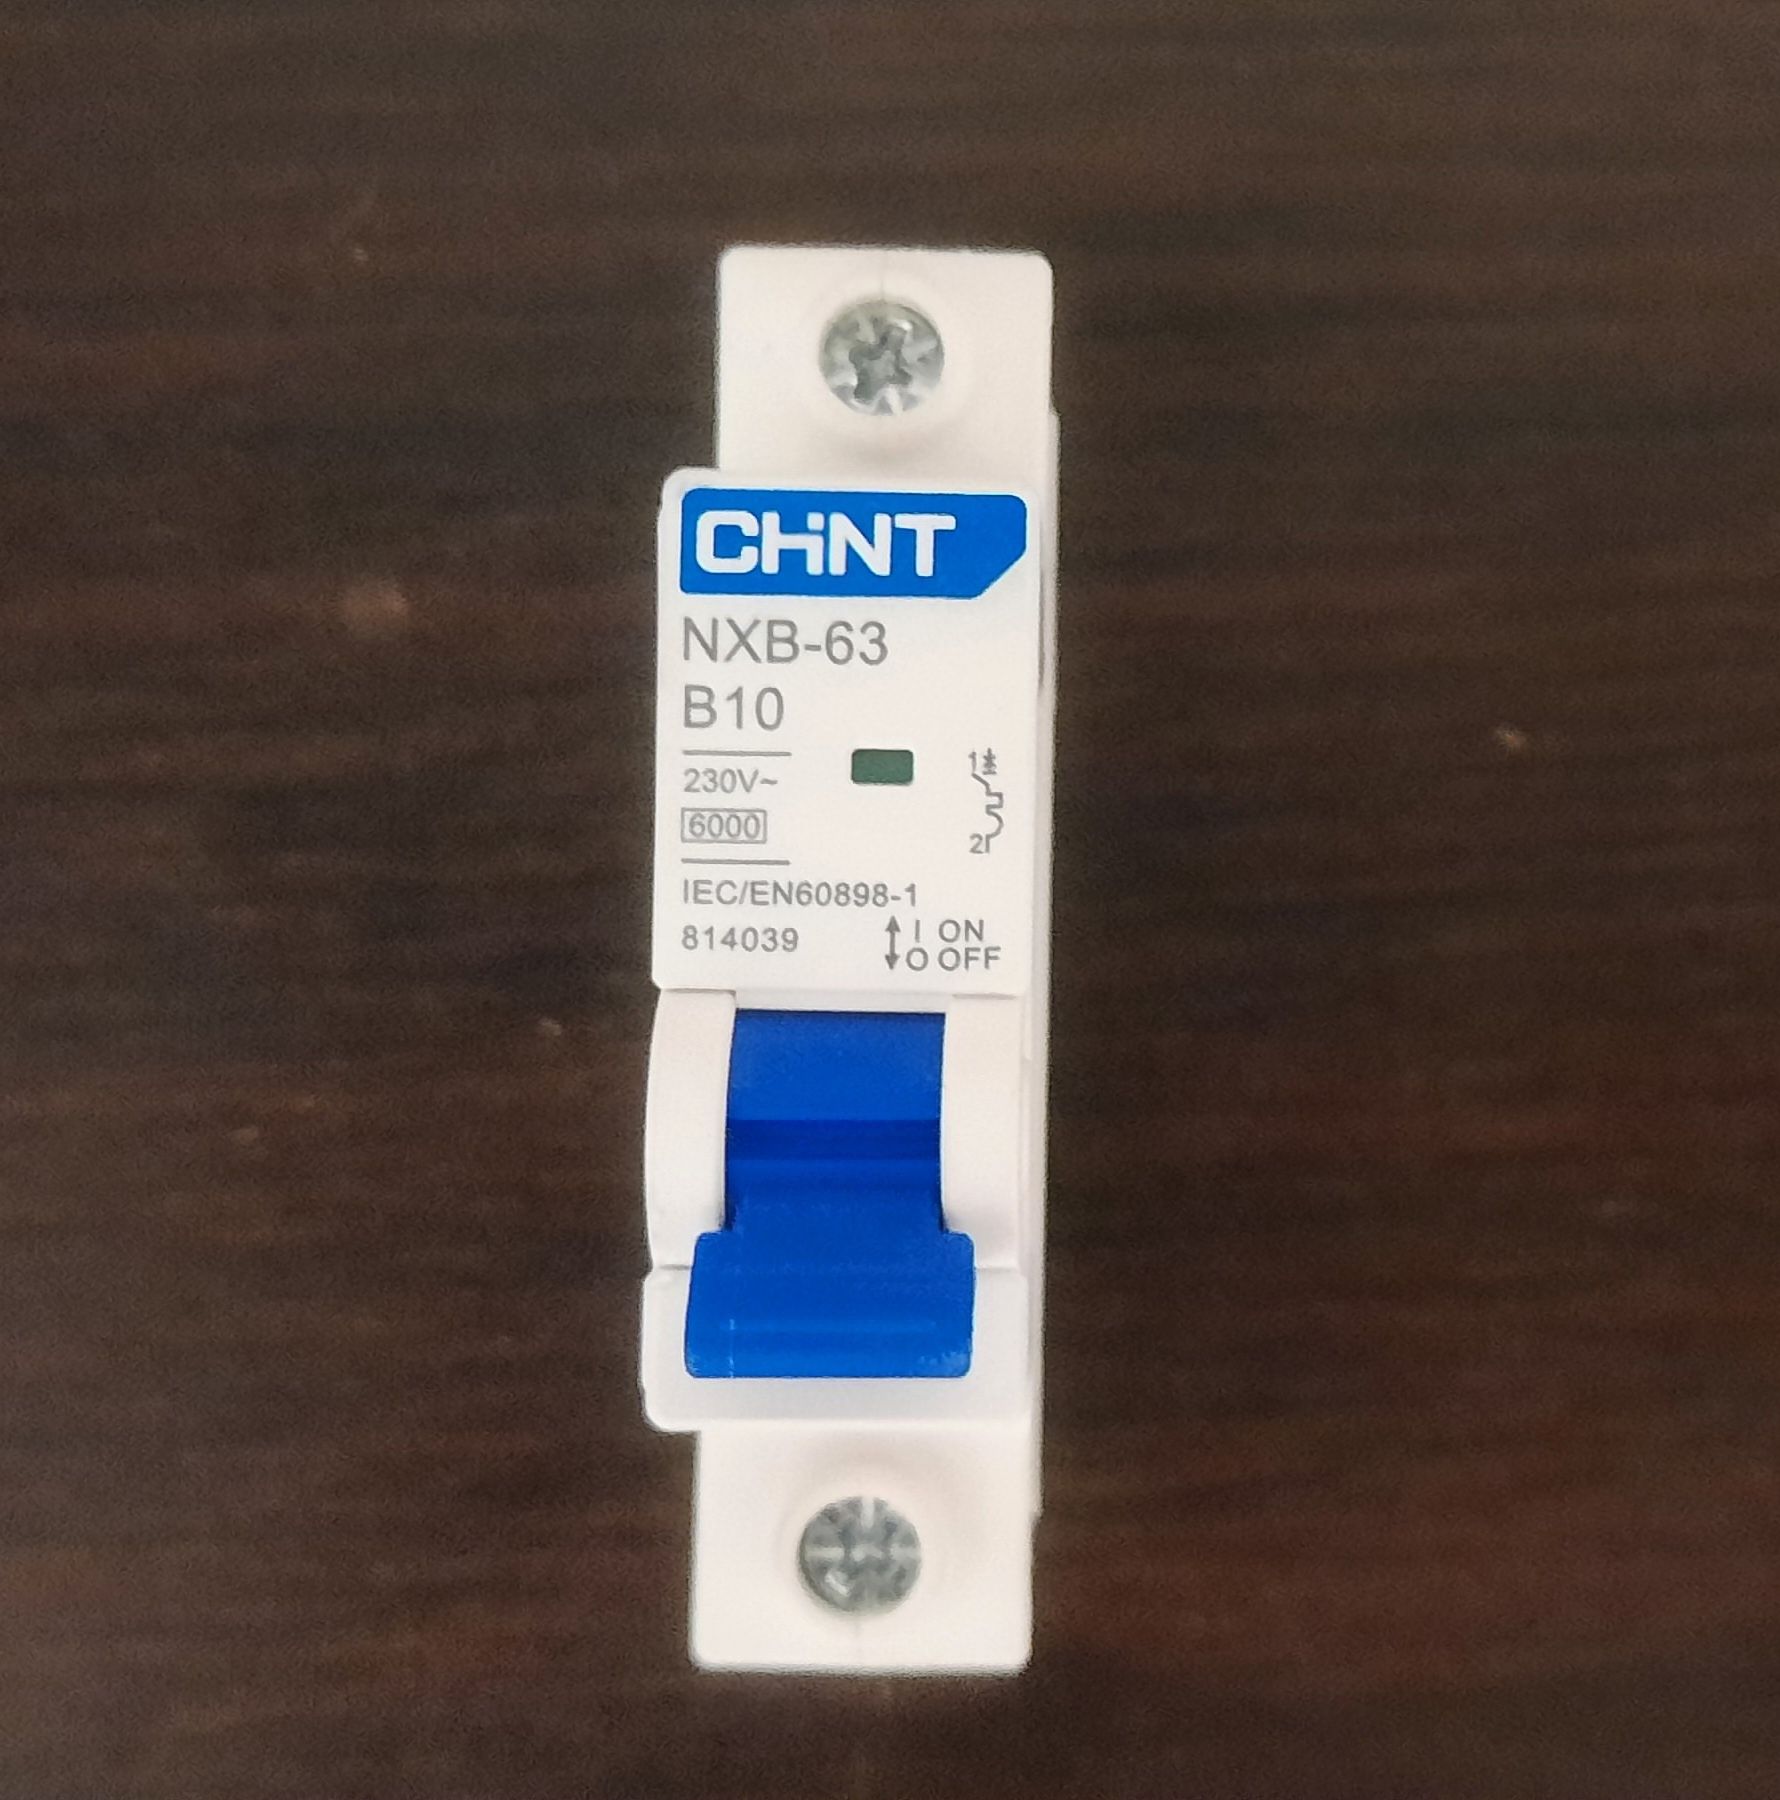 CHNT
NXB-63
B10
230V~
6000
1
2
IEC/EN60898-1
814039
I ON
O OFF